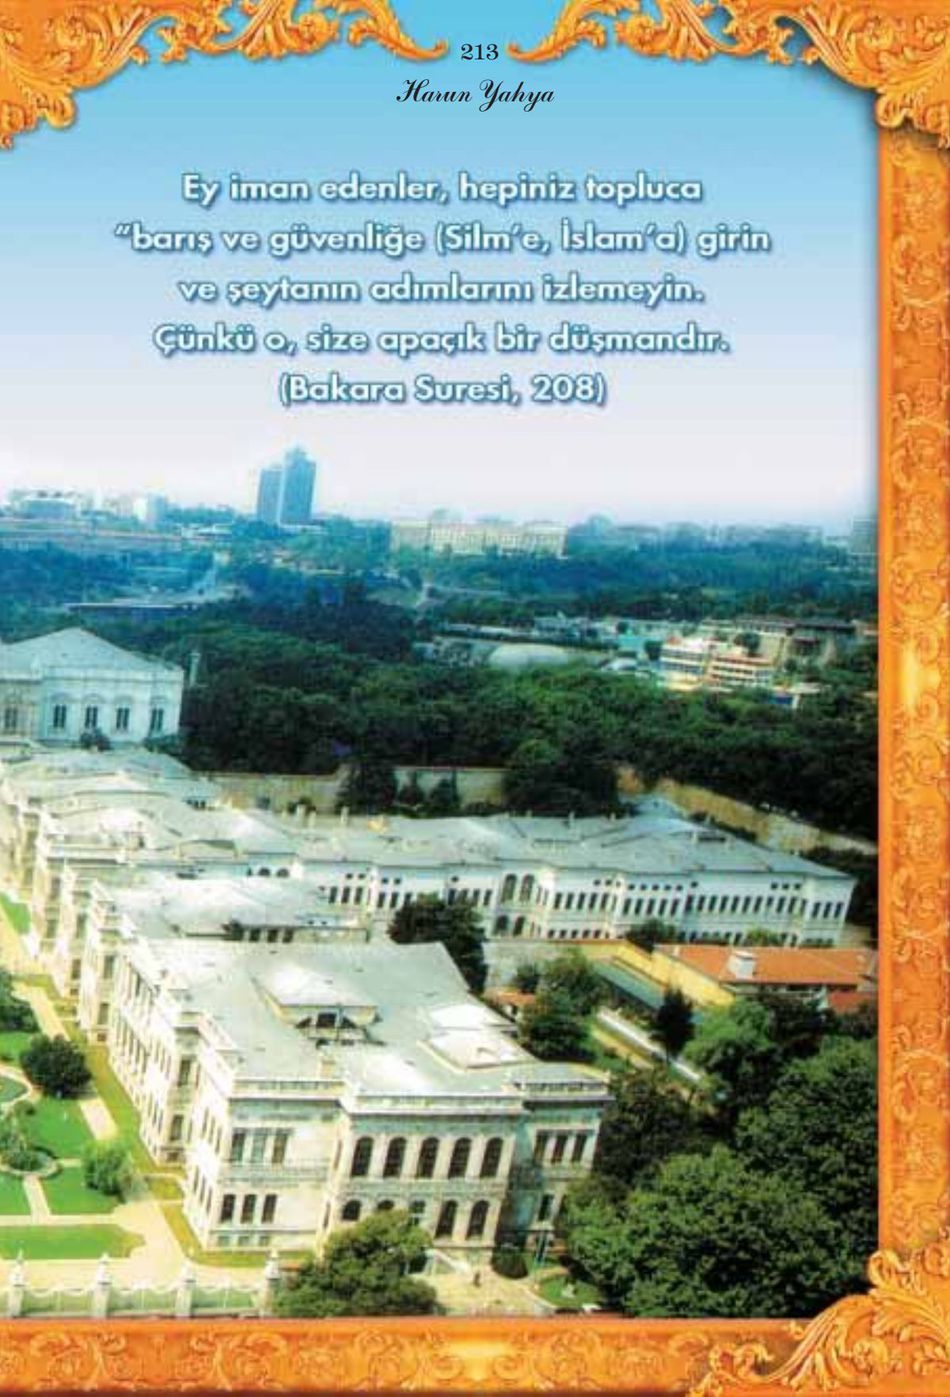 213
Harun Yahya
Ey iman edenler, hepiniz topluca
"barış ve güvenliğe (Silm'e, İslam'a) girin
ve şeytanın adımlarını izlemeyin.
Çünkü o, size apaçık bir düşmandır.
(Bakara Suresi, 208)